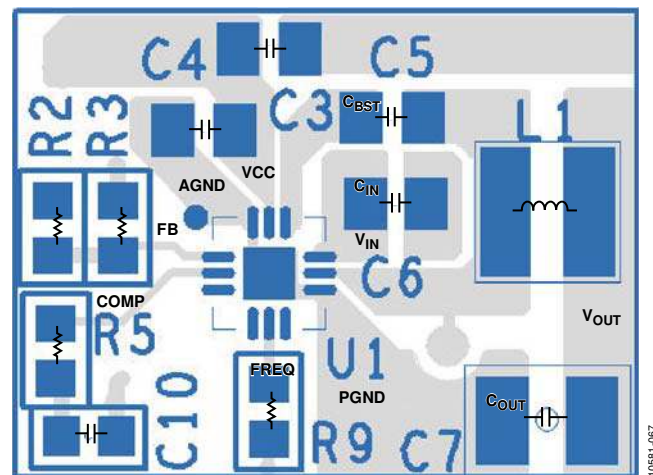 C4
C5
R2
R3
C3
CBST
L1
VCC
AGND
CIN
FB
VIN
C6
COMP
VOUT
R5
U1
FREQ
PGND
COUT
C10
R9
C7
10581-067